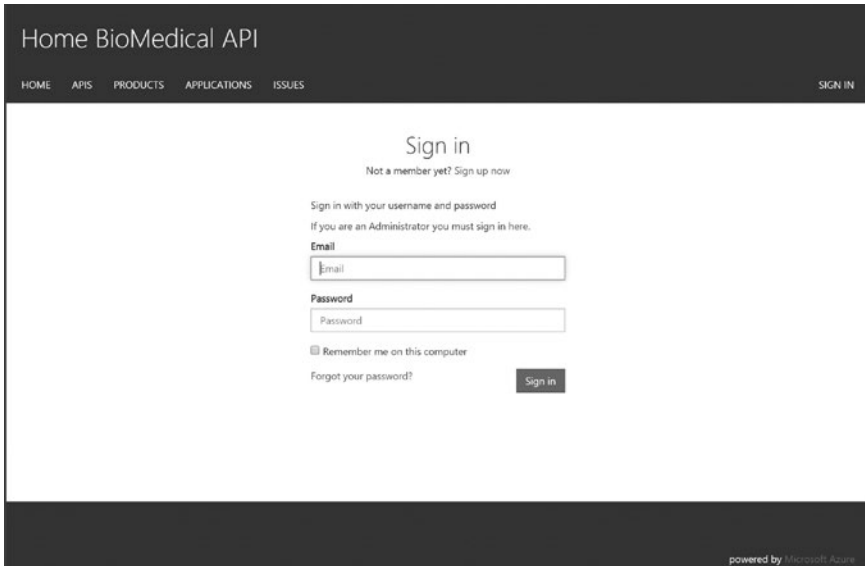 Home BioMedical API
HOME APIS PRODUCTS APPLICATIONS ISSUES SIGN IN
Sign in
Not a member yet? Sign up now
Sign in with your username and password
If you are an Administrator you must sign in here.
Email
Email
Password
Password
Remember me on this computer
Forgot your password? Sign in
powered by Microsoft Azure